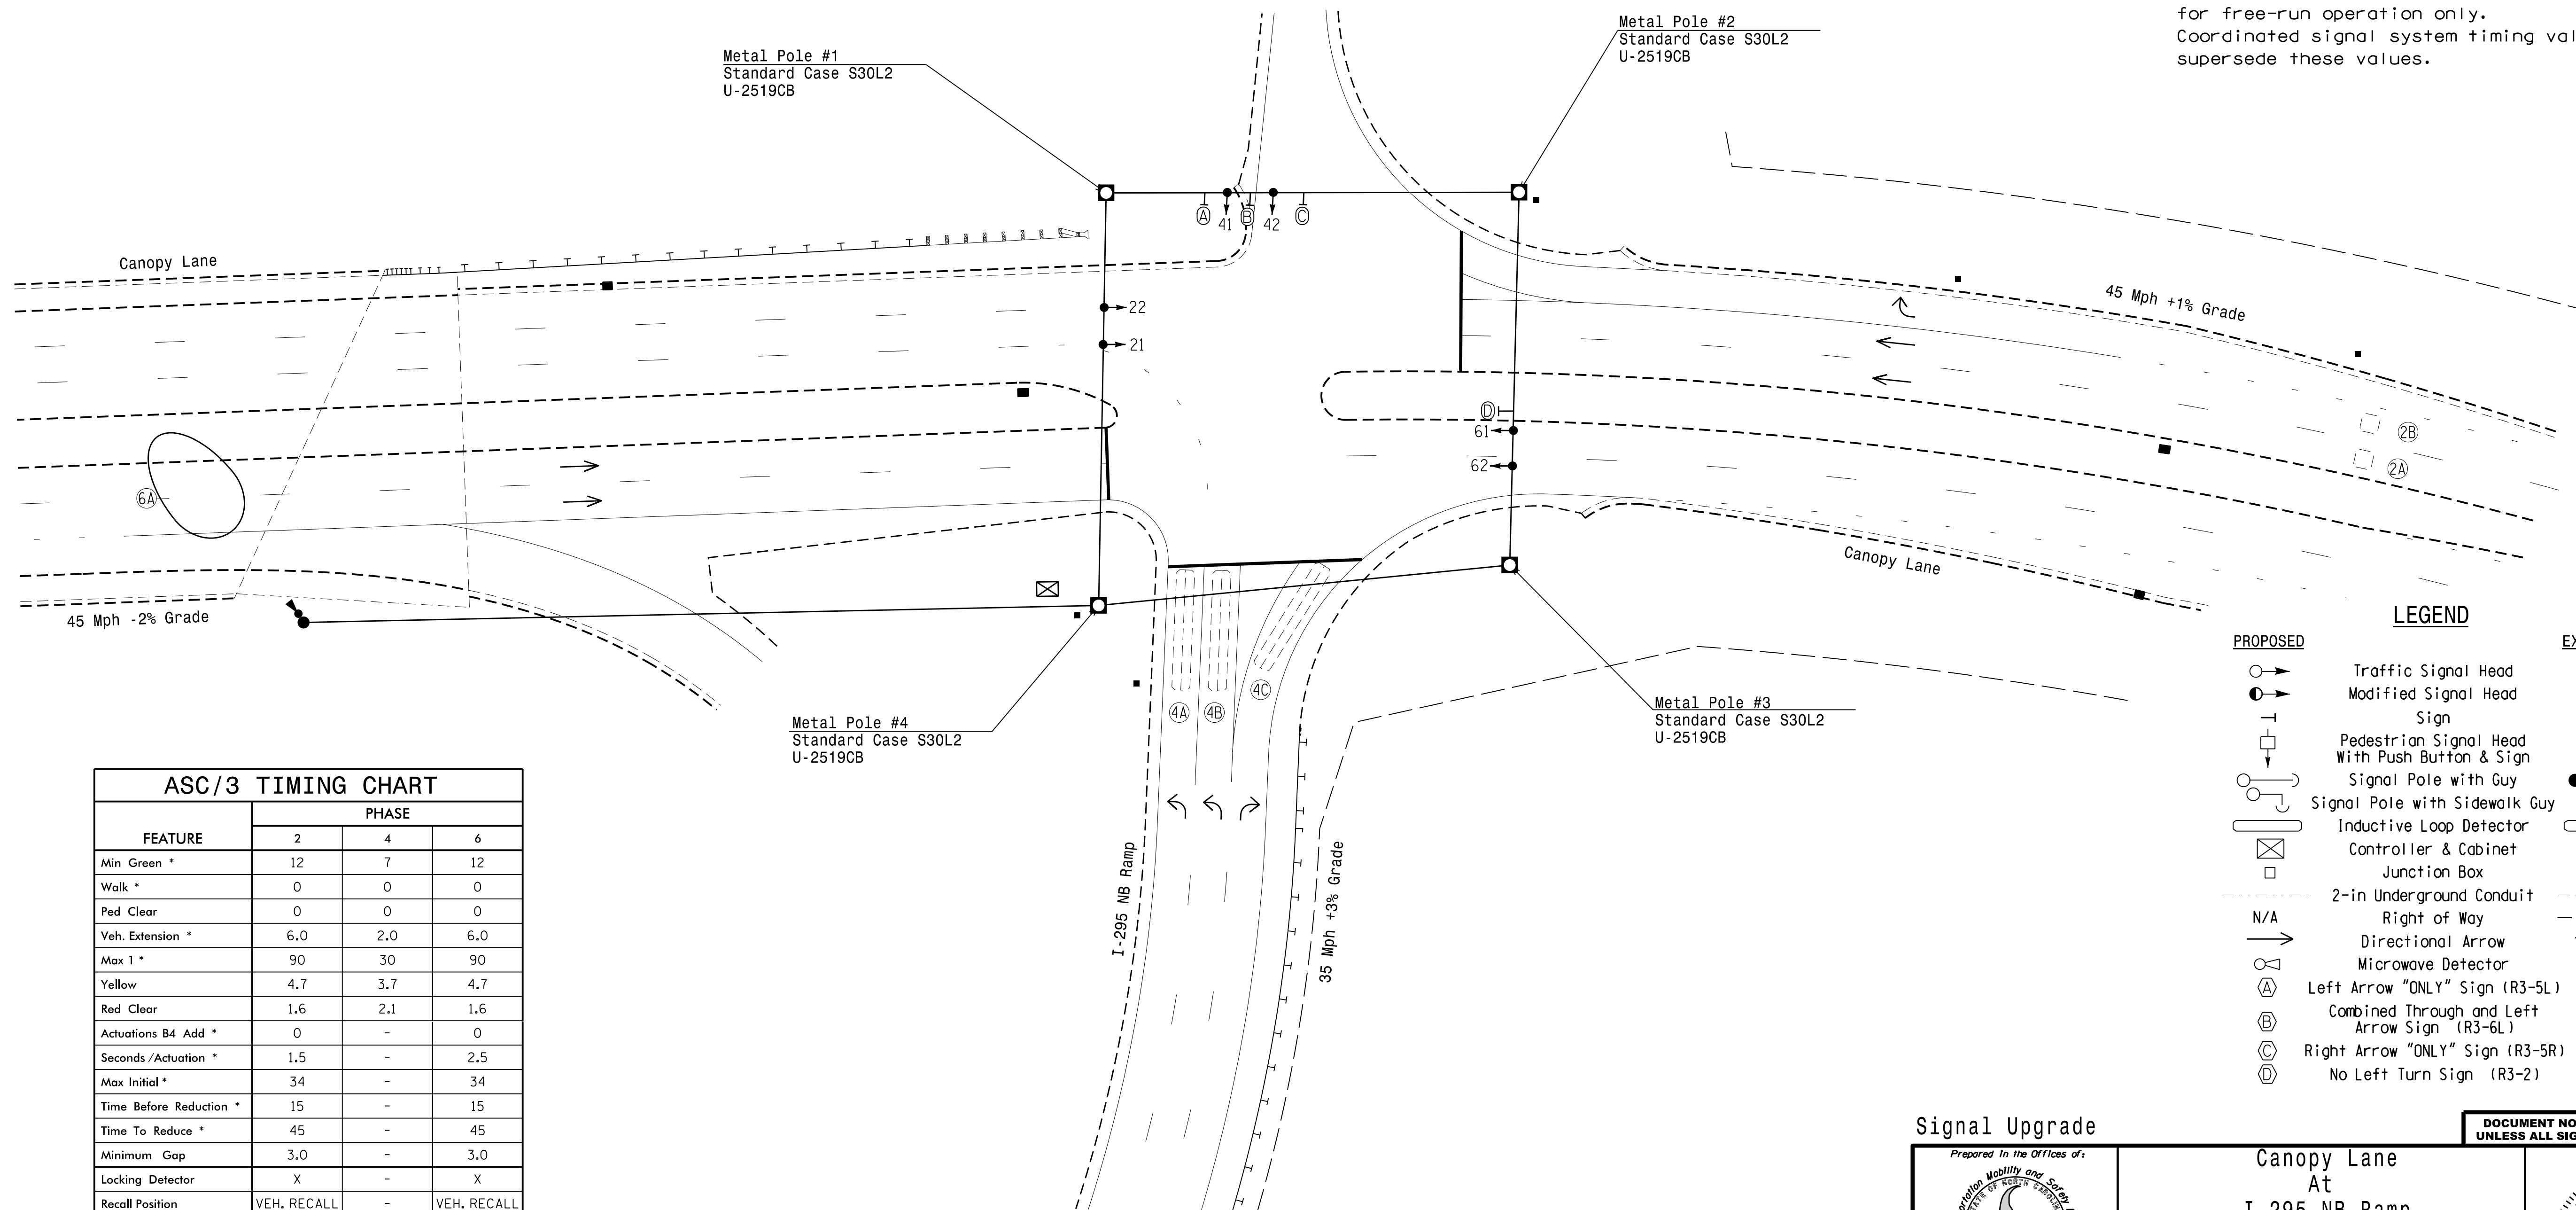 for free-run operation only.
Coordinated signal system timing
supersede these values.
Metal Pole #1
Standard Case S30L2
U-2519CB
Metal Pole #2
Standard Case S30L2
U-2519CB
A
41
B
42
C
Canopy Lane
22
21
45 Mph +1% Grade
D
61
62
2B
2A
6A
45 Mph -2% Grade
Canopy Lane
4A
4B
4C
Metal Pole #4
Standard Case S30L2
U-2519CB
Metal Pole #3
Standard Case S30L2
U-2519CB
I-295 NB Ramp
35 Mph +3% Grade
ASC/3 TIMING CHART
FEATURE PHASE
2 4 6
Min Green * 12 7 12
Walk * 0 0 0
Ped Clear 0 0 0
Veh. Extension * 6.0 2.0 6.0
Max 1 * 90 30 90
Yellow 4.7 3.7 4.7
Red Clear 1.6 2.1 1.6
Actuations B4 Add * 0 - 0
Seconds /Actuation * 1.5 - 2.5
Max Initial * 34 - 34
Time Before Reduction * 15 - 15
Time To Reduce * 45 - 45
Minimum Gap 3.0 - 3.0
Locking Detector X - X
Recall Position VEH. RECALL - VEH. RECALL
LEGEND
PROPOSED
Traffic Signal Head
Modified Signal Head
Sign
Pedestrian Signal Head
With Push Button & Sign
Signal Pole with Guy
Signal Pole with Sidewalk Guy
Inductive Loop Detector
Controller & Cabinet
Junction Box
2-in Underground Conduit
N/A Right of Way
Directional Arrow
Microwave Detector
A Left Arrow "ONLY" Sign (R3-5L)
B Combined Through and Left
Arrow Sign (R3-6L)
C Right Arrow "ONLY" Sign (R3-5R)
D No Left Turn Sign (R3-2)
Signal Upgrade
DOCUMENT
UNLESS ALL
Prepared in the Offices of:
Mobility and Safety
STATE OF NORTH
Canopy Lane
At
I-295 NB Ramp